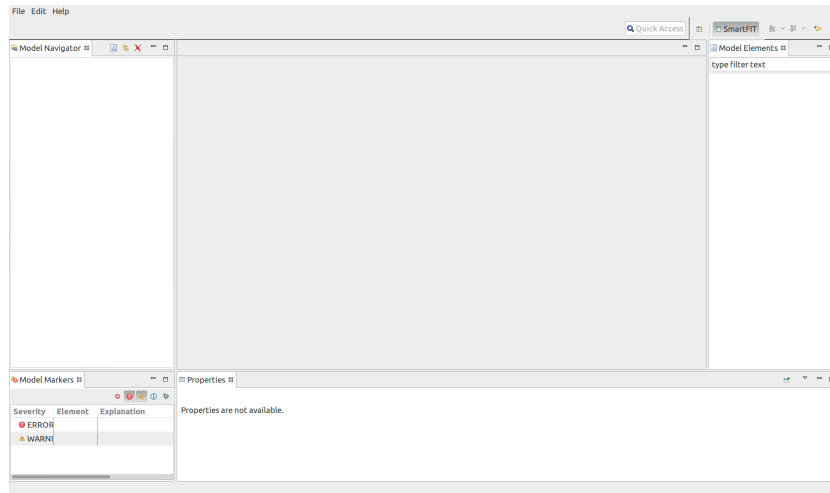 File Edit Help
Quick Access
SmartFIT
Model Navigator
Model Elements
type filter text
Model Markers
Properties
Severity Element Explanation
Properties are not available.
ERROR
WARNI